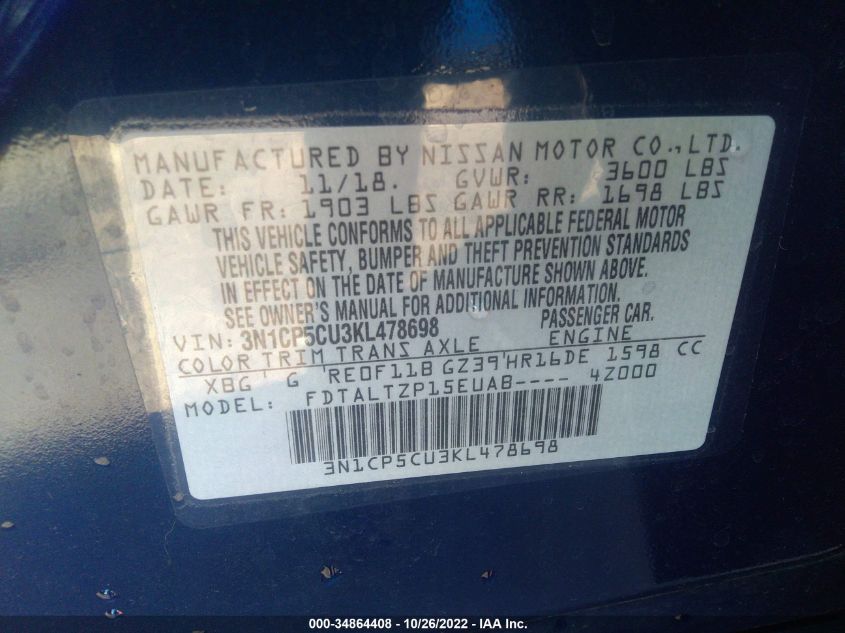 MANUFACTURED BY NISSAN MOTOR CO., LTD.
DATE: 11/18. GVWR: 3600 LBS
GAWR FR: 1903 LBS GAWR RR: 1698 LBS
THIS VEHICLE CONFORMS TO ALL APPLICABLE FEDERAL MOTOR
VEHICLE SAFETY, BUMPER AND THEFT PREVENTION STANDARDS
IN EFFECT ON THE DATE OF MANUFACTURE SHOWN ABOVE.
SEE OWNER'S MANUAL FOR ADDITIONAL INFORMATION.
VIN: 3N1CP5CU3KL478698 PASSENGER CAR.
COLOR TRIM TRANS AXLE ENGINE
XBG' G 'RE0F11B GZ39'HR16DE 1598 CC
MODEL: FDTALTZP15EUAB---- 4Z000
3N1CP5CU3KL478698
000-34864408 - 10/26/2022 - IAA Inc.